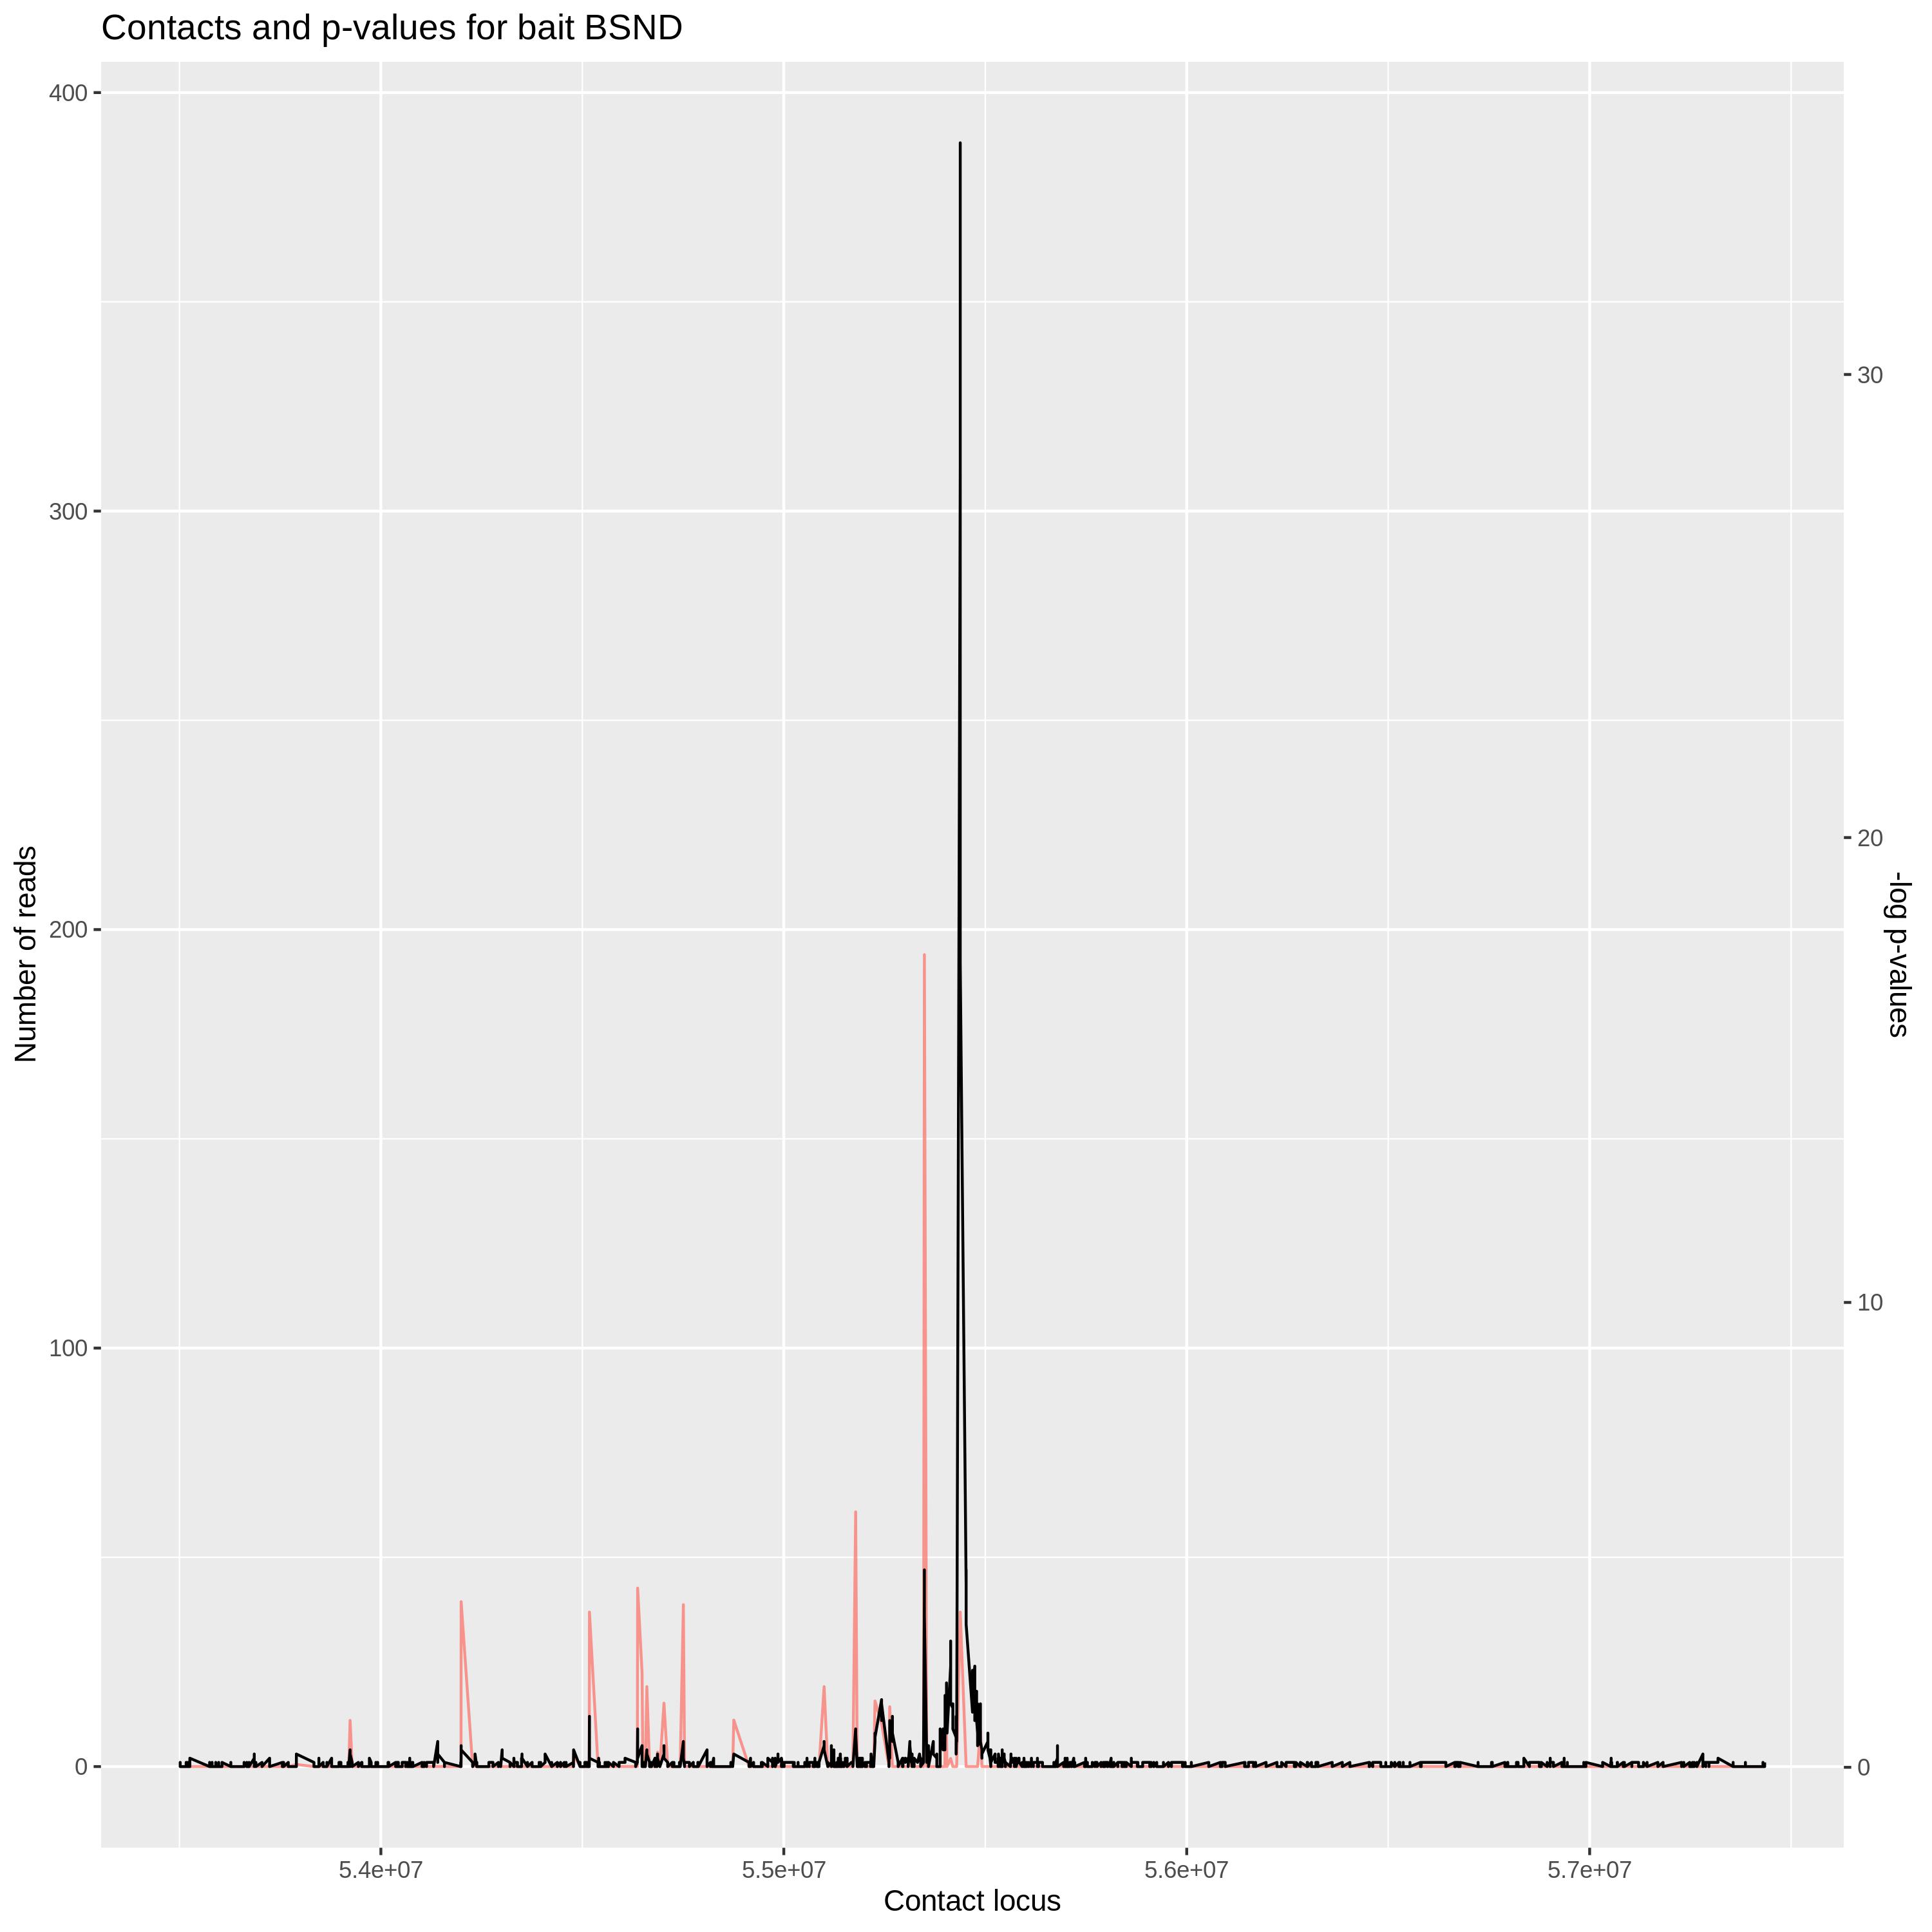 Contacts and p-values for bait BSND
400
300
200
100
0
Number of reads
30
20
10
0
-log p-values
5.4e+07
5.5e+07
5.6e+07
5.7e+07
Contact locus